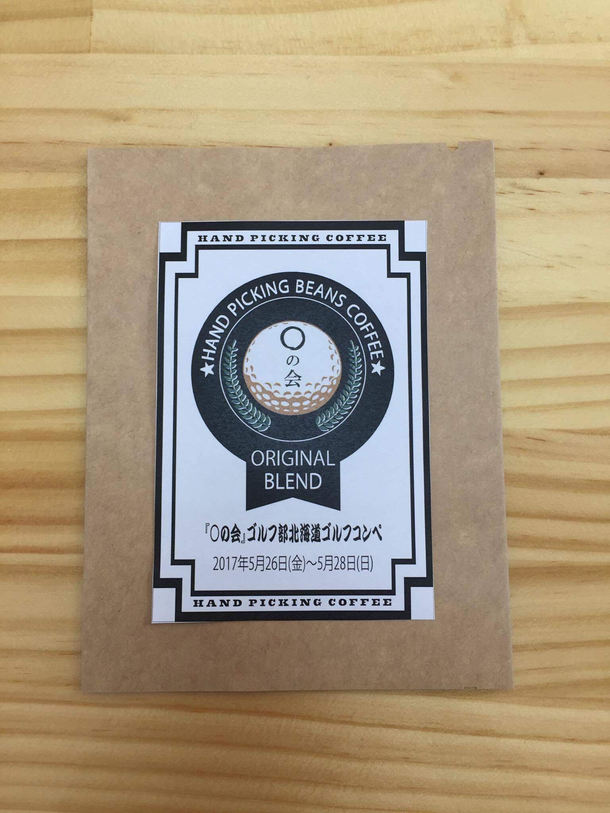 HAND PICKING COFFEE
★HAND PICKING BEANS COFFEE★
〇
の
会
ORIGINAL
BLEND
『〇の会』ゴルフ部北海道ゴルフコンペ
2017年5月26日(金)～5月28日(日)
HAND PICKING COFFEE